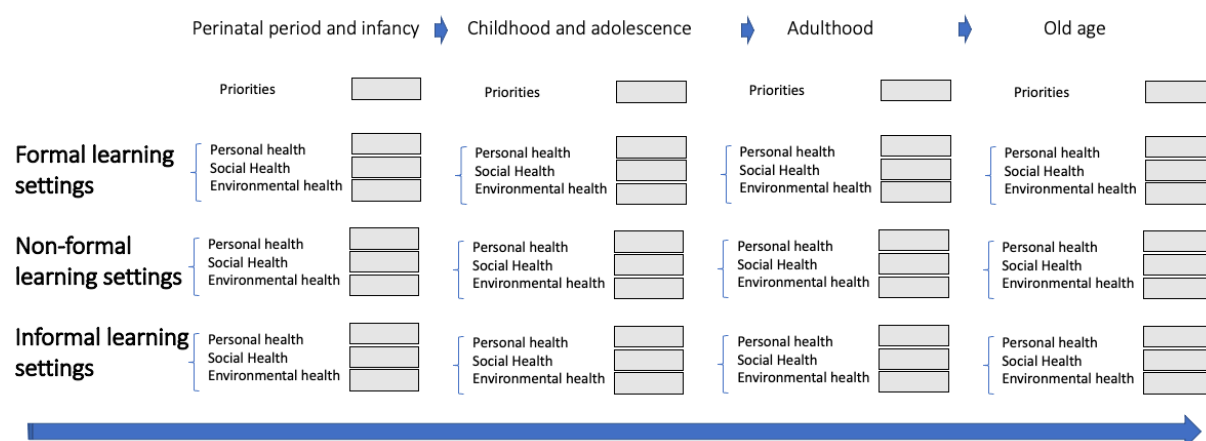 Perinatal period and infancy Childhood and adolescence Adulthood Old age
Priorities Priorities Priorities Priorities
Formal learning settings
Personal health Personal health Personal health Personal health
Social Health Social Health Social Health Social Health
Environmental health Environmental health Environmental health Environmental health
Non-formal learning settings
Personal health Personal health Personal health Personal health
Social Health Social Health Social Health Social Health
Environmental health Environmental health Environmental health Environmental health
Informal learning settings
Personal health Personal health Personal health Personal health
Social Health Social Health Social Health Social Health
Environmental health Environmental health Environmental health Environmental health